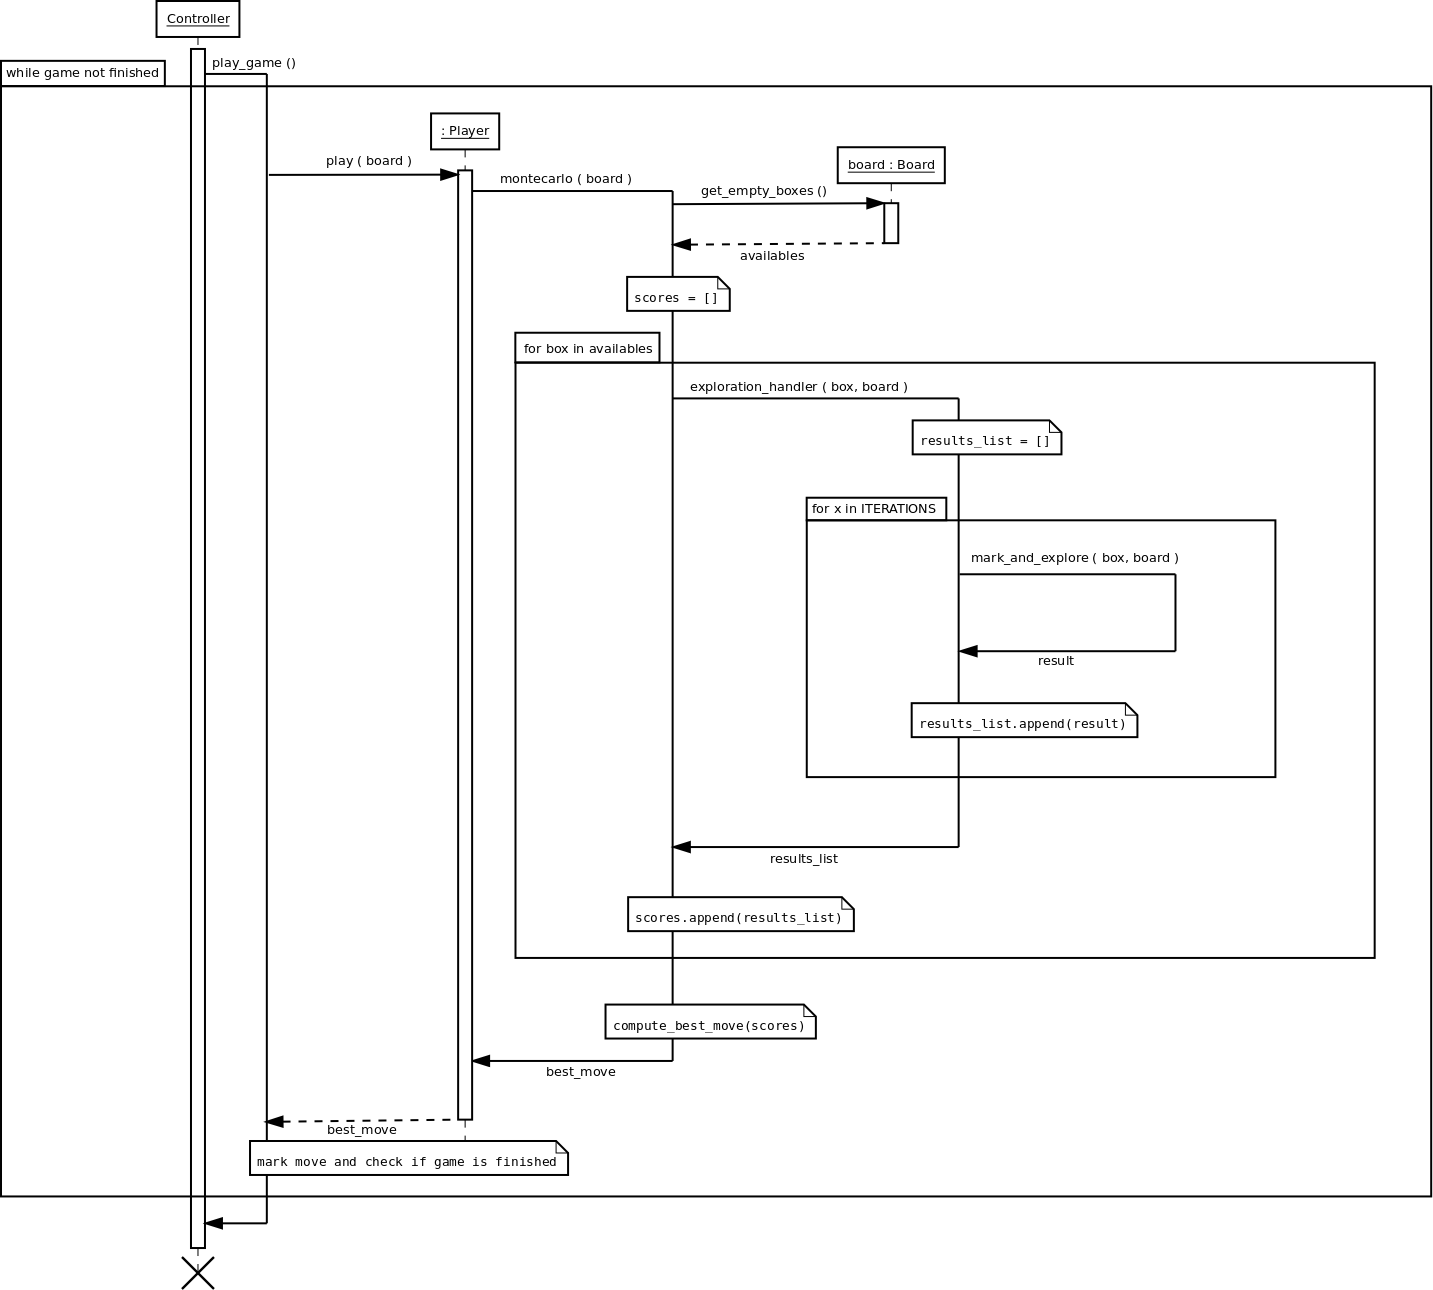 Controller
play_game ()
while game not finished
: Player
play ( board )
board : Board
montecarlo ( board )
get_empty_boxes ()
availables
scores = []
for box in availables
exploration_handler ( box, board )
results_list = []
for x in ITERATIONS
mark_and_explore ( box, board )
result
results_list.append(result)
results_list
scores.append(results_list)
compute_best_move(scores)
best_move
best_move
mark move and check if game is finished